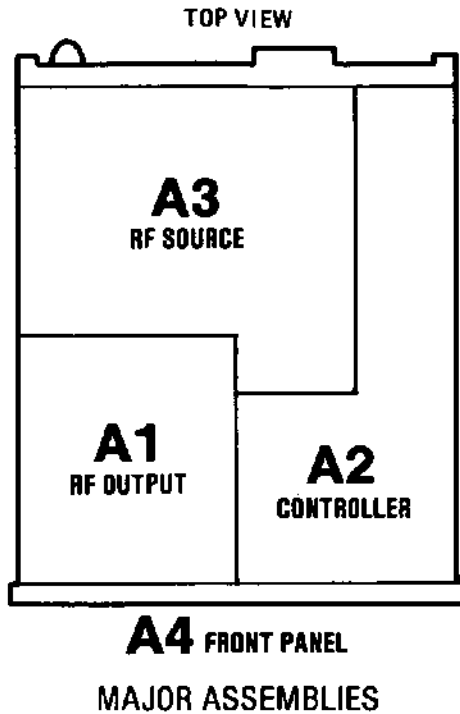 TOP VIEW
A3
RF SOURCE
A1
RF OUTPUT
A2
CONTROLLER
A4 FRONT PANEL
MAJOR ASSEMBLIES